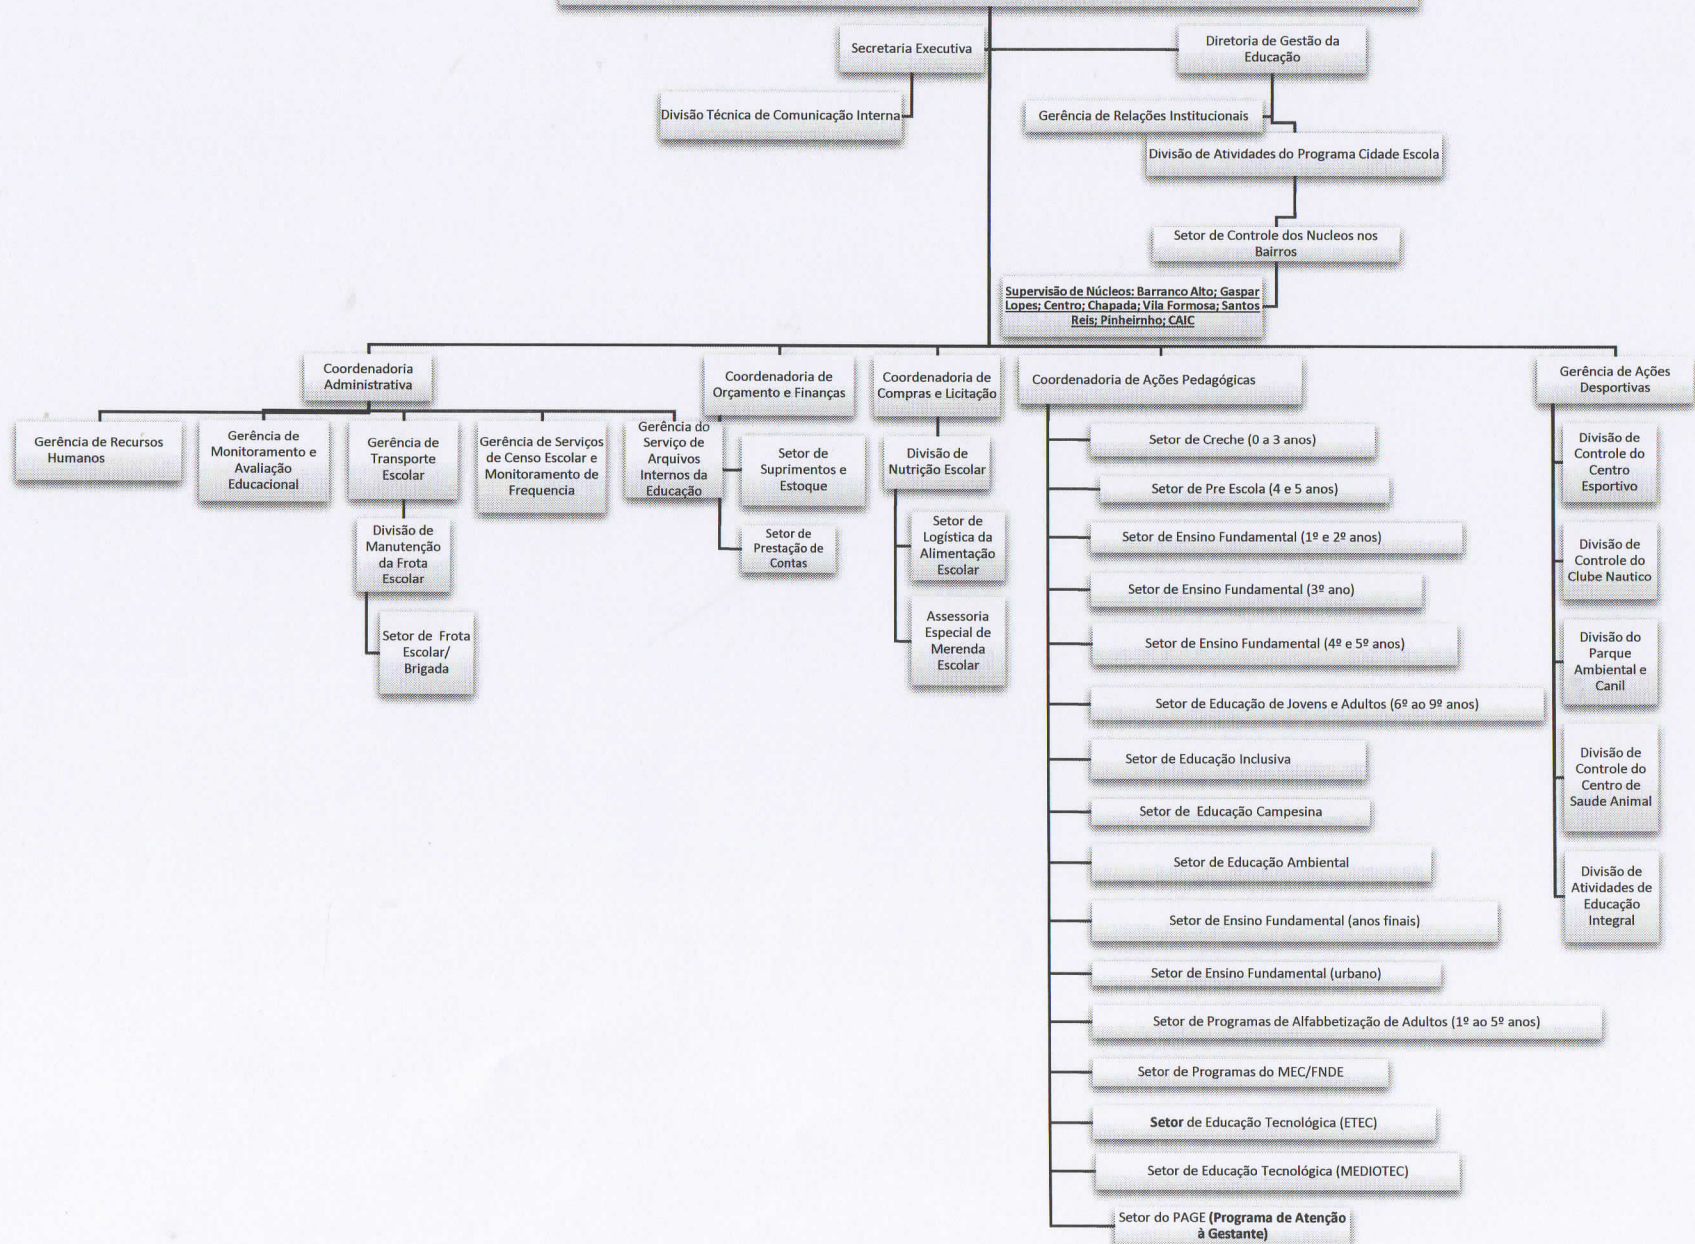 Secretaria Executiva
Diretoria de Gestão da
Educação
Divisão Técnica de Comunicação Interna
Gerência de Relações Institucionais
Divisão de Atividades do Programa Cidade Escola
Setor de Controle dos Nucleos nos
Bairros
Supervisão de Núcleos: Barranco Alto; Gaspar
Lopes; Centro; Chapada; Vila Formosa; Santos
Reis; Pinheirnho; CAIC
Coordenadoria
Administrativa
Coordenadoria de
Orçamento e Finanças
Coordenadoria de
Compras e Licitação
Coordenadoria de Ações Pedagógicas
Gerência de Ações
Desportivas
Gerência de Recursos
Humanos
Gerência de
Monitoramento e
Avaliação
Educacional
Gerência de
Transporte
Escolar
Gerência de Serviços
de Censo Escolar e
Monitoramento de
Frequencia
Gerência do
Serviço de
Arquivos
Internos da
Educação
Divisão de
Manutenção
da Frota
Escolar
Setor de Frota
Escolar/
Brigada
Setor de
Suprimentos e
Estoque
Setor de
Prestação de
Contas
Divisão de
Nutrição Escolar
Setor de
Logística da
Alimentação
Escolar
Assessoria
Especial de
Merenda
Escolar
Setor de Creche (0 a 3 anos)
Setor de Pre Escola (4 e 5 anos)
Setor de Ensino Fundamental (1º e 2º anos)
Setor de Ensino Fundamental (3º ano)
Setor de Ensino Fundamental (4º e 5º anos)
Setor de Educação de Jovens e Adultos (6º ao 9º anos)
Setor de Educação Inclusiva
Setor de Educação Campesina
Setor de Educação Ambiental
Setor de Ensino Fundamental (anos finais)
Setor de Ensino Fundamental (urbano)
Setor de Programas de Alfabbetização de Adultos (1º ao 5º anos)
Setor de Programas do MEC/FNDE
Setor de Educação Tecnológica (ETEC)
Setor de Educação Tecnológica (MEDIOTEC)
Setor do PAGE (Programa de Atenção
à Gestante)
Divisão de
Controle do
Centro
Esportivo
Divisão de
Controle do
Clube Nautico
Divisão do
Parque
Ambiental e
Canil
Divisão de
Controle do
Centro de
Saude Animal
Divisão de
Atividades de
Educação
Integral